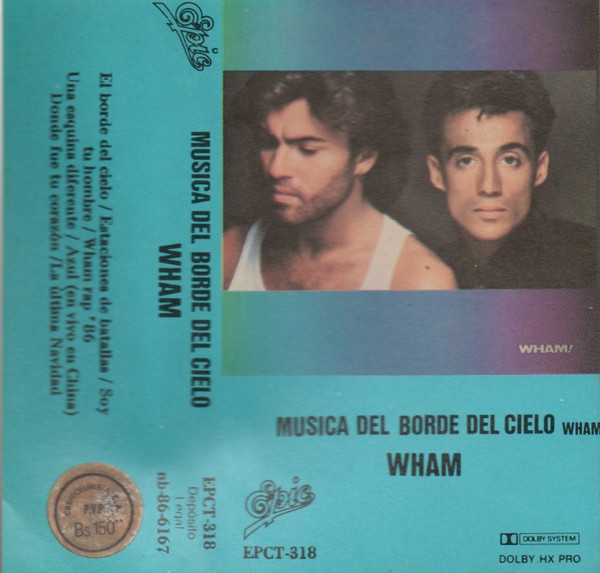 Epic
El borde del cielo / Estaciones de batallas / Soy
tu hombre / Wham rap '86
Una esquina diferente / Azul (en vivo en China)
Donde fue tu corazón / La última Navidad
MUSICA DEL BORDE DEL CIELO
WHAM
P.V.P.
Bs 150
EPCT-318
Depósito
Legal
nb-86-6167
WHAM!
MUSICA DEL BORDE DEL CIELO WHAM
WHAM
Epic
EPCT-318
DOLBY SYSTEM
DOLBY HX PRO